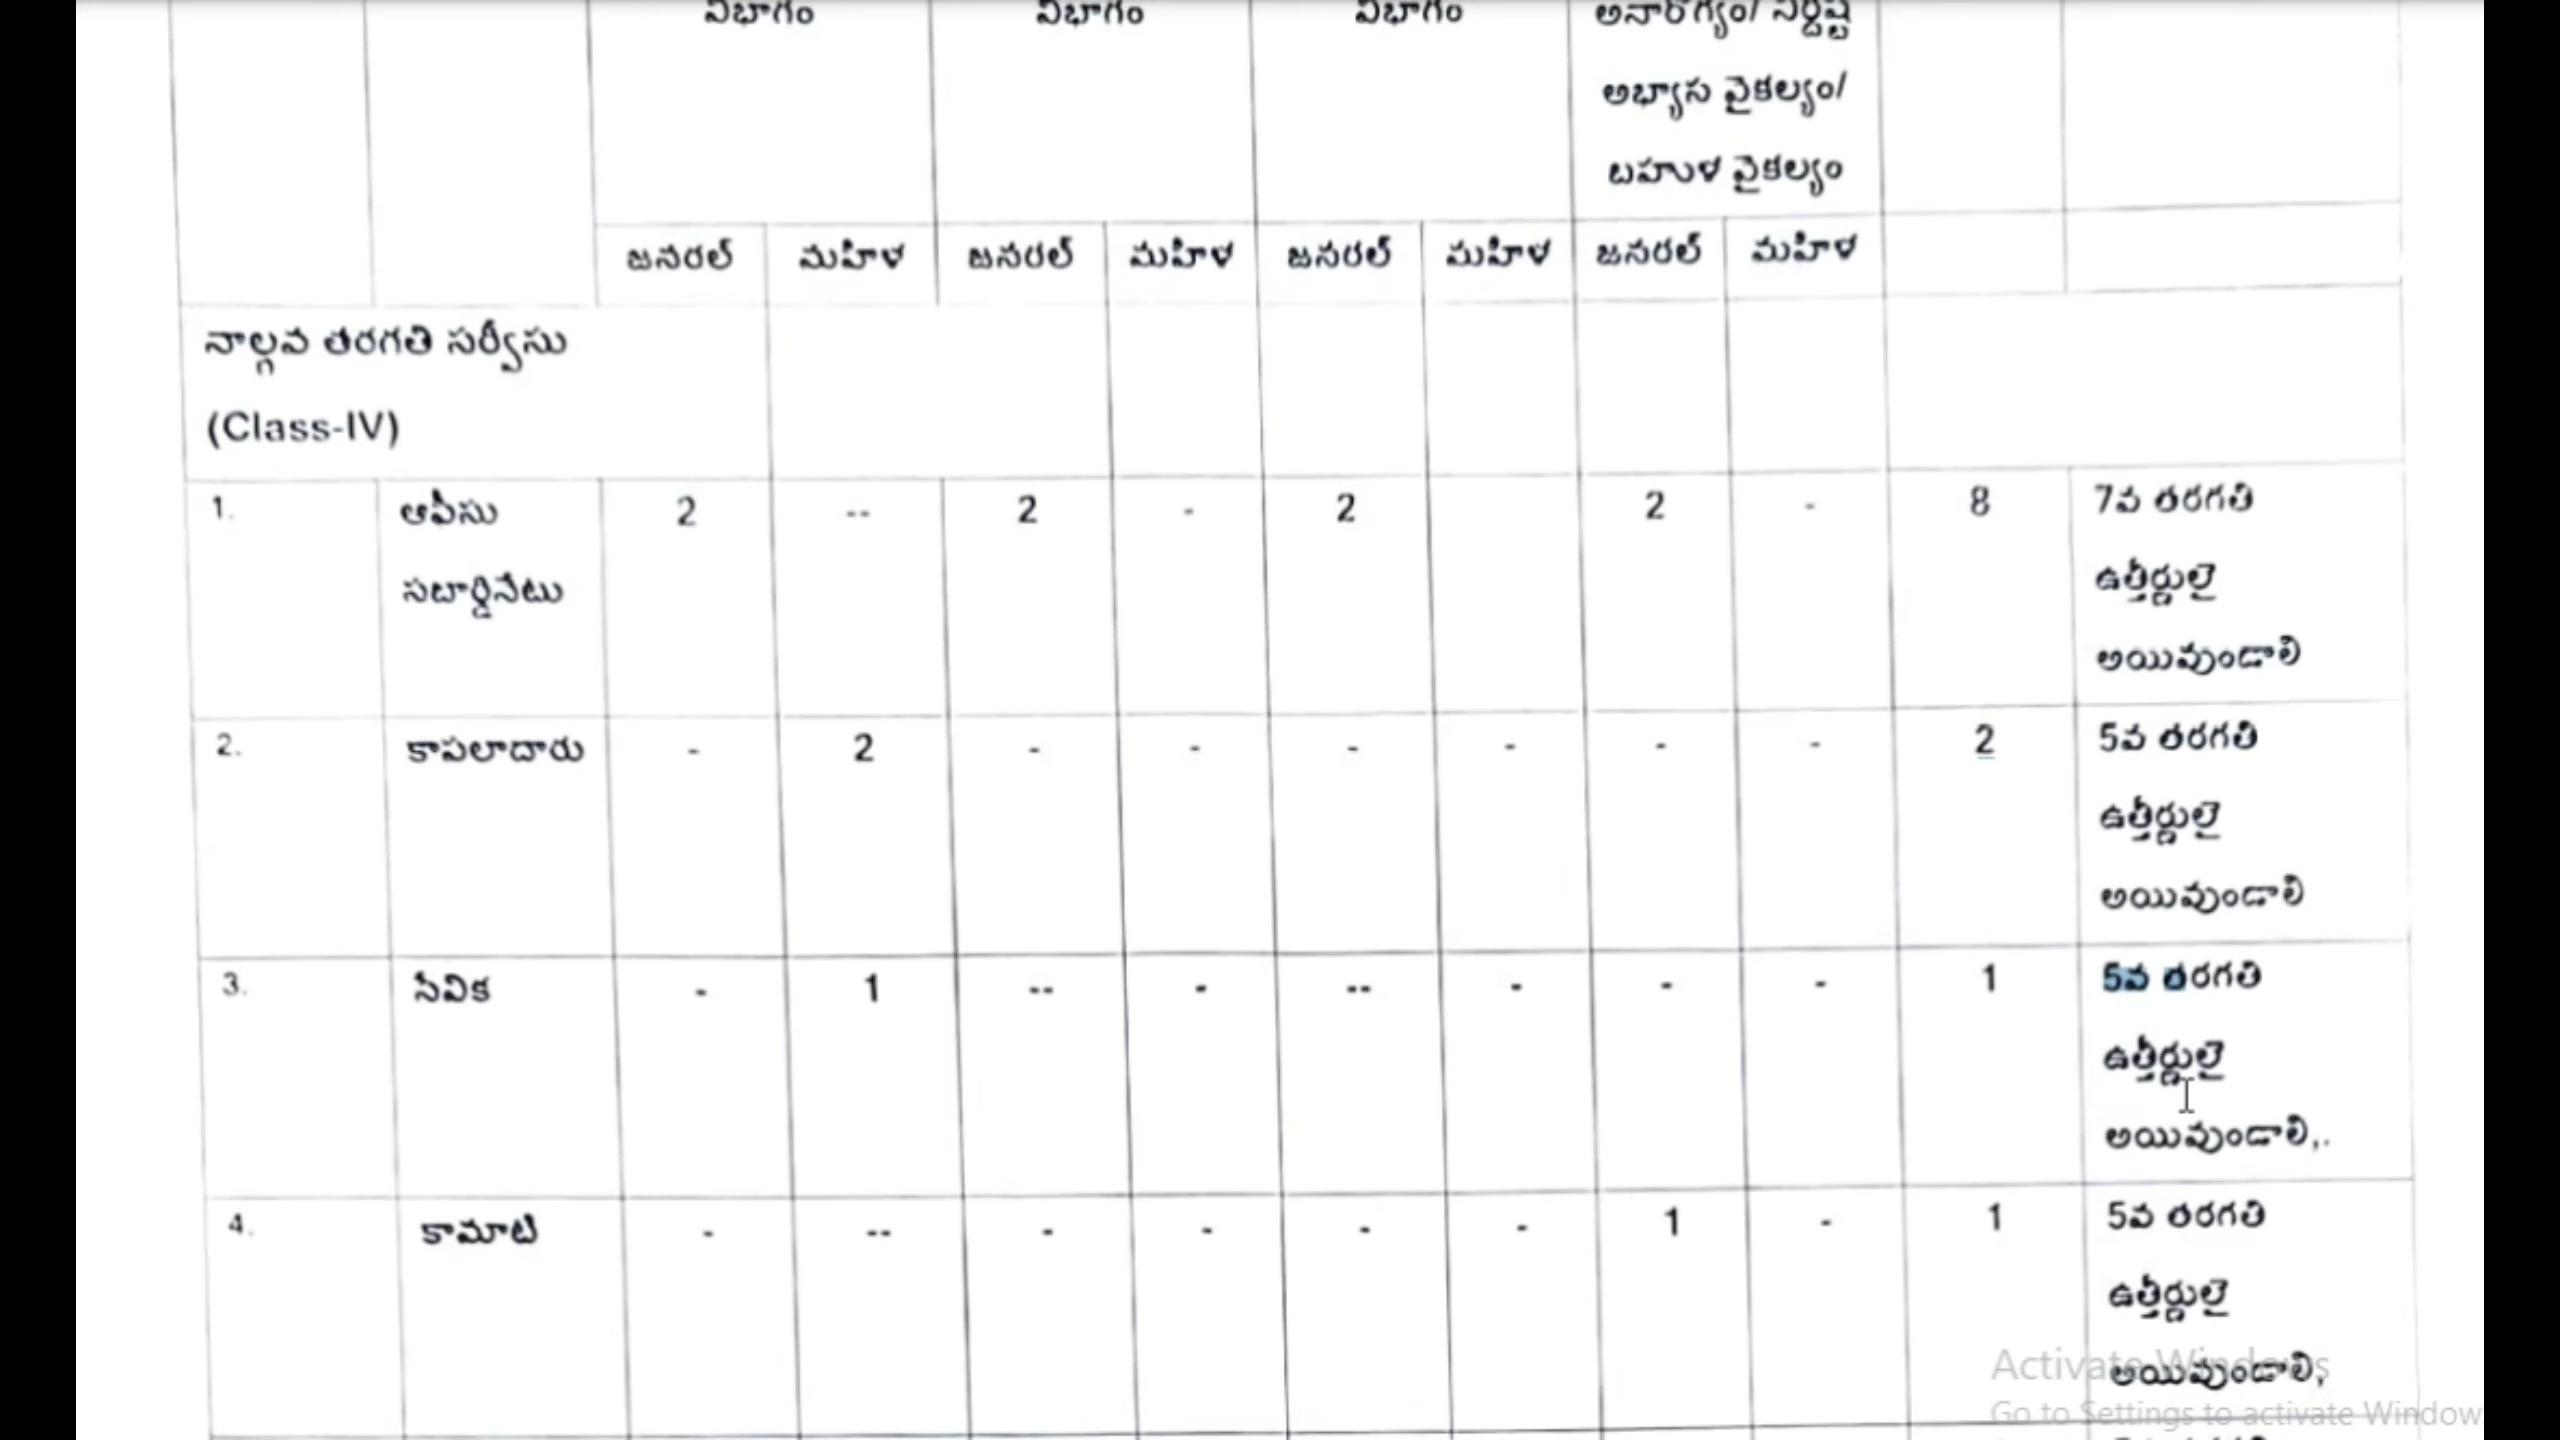 విభాగం విభాగం విభాగం అనారోగ్యం/ నిర్దిష్ట
అభ్యాస వైకల్యం/
బహుళ వైకల్యం
జనరల్ మహిళ జనరల్ మహిళ జనరల్ మహిళ జనరల్ మహిళ
నాల్గవ తరగతి సర్వీసు
(Class-IV)
1. ఆఫీసు 2 -- 2 - 2 2 - 8 7వ తరగతి
సబార్డినేటు ఉత్తీర్ణులై
అయివుండాలి
2. కాపలాదారు - 2 - - - - - - 2 5వ తరగతి
ఉత్తీర్ణులై
అయివుండాలి
3. సేవిక - 1 -- - -- - - - 1 5వ తరగతి
ఉత్తీర్ణులై
అయివుండాలి,.
4. కామాటి - -- - - - - 1 - 1 5వ తరగతి
ఉత్తీర్ణులై
అయివుండాలి,
Activate Windows
Go to Settings to activate Window